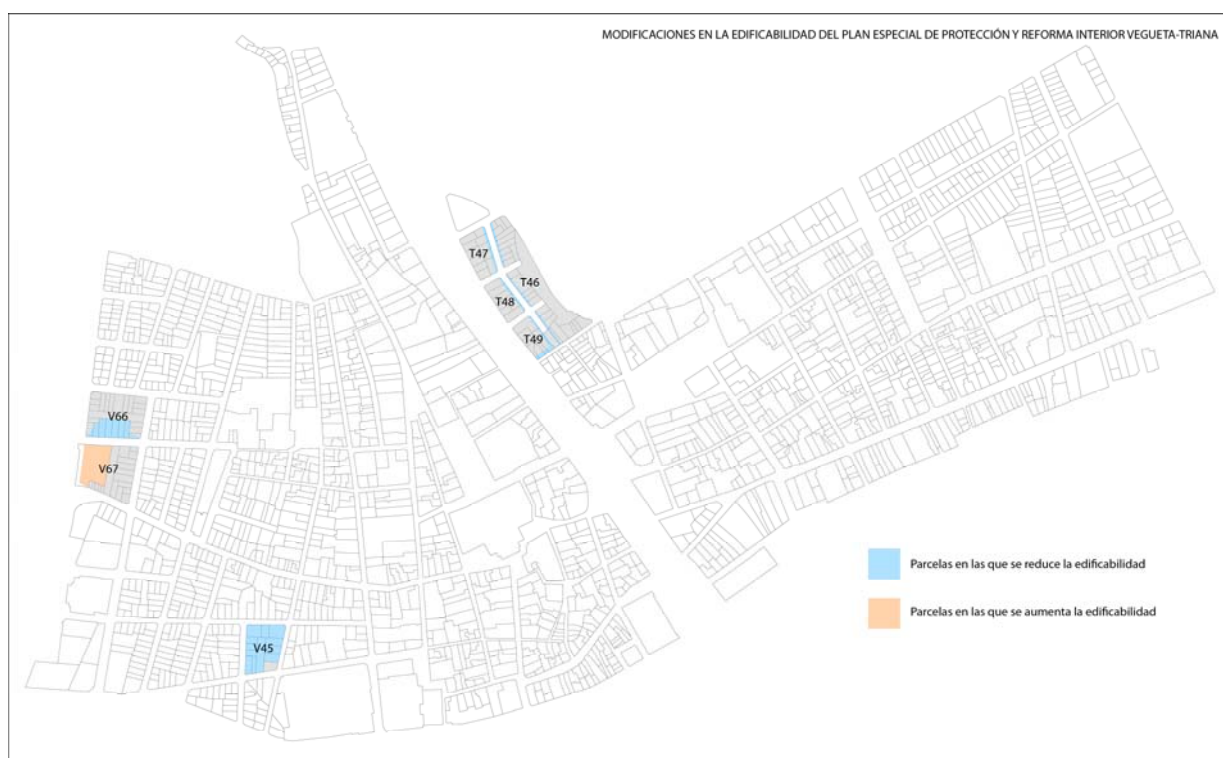 MODIFICACIONES EN LA EDIFICABILIDAD DEL PLAN ESPECIAL DE PROTECCIÓN Y REFORMA INTERIOR VEGUETA-TRIANA
T47
T46
T48
T49
V66
V67
V45
Parcelas en las que se reduce la edificabilidad
Parcelas en las que se aumenta la edificabilidad